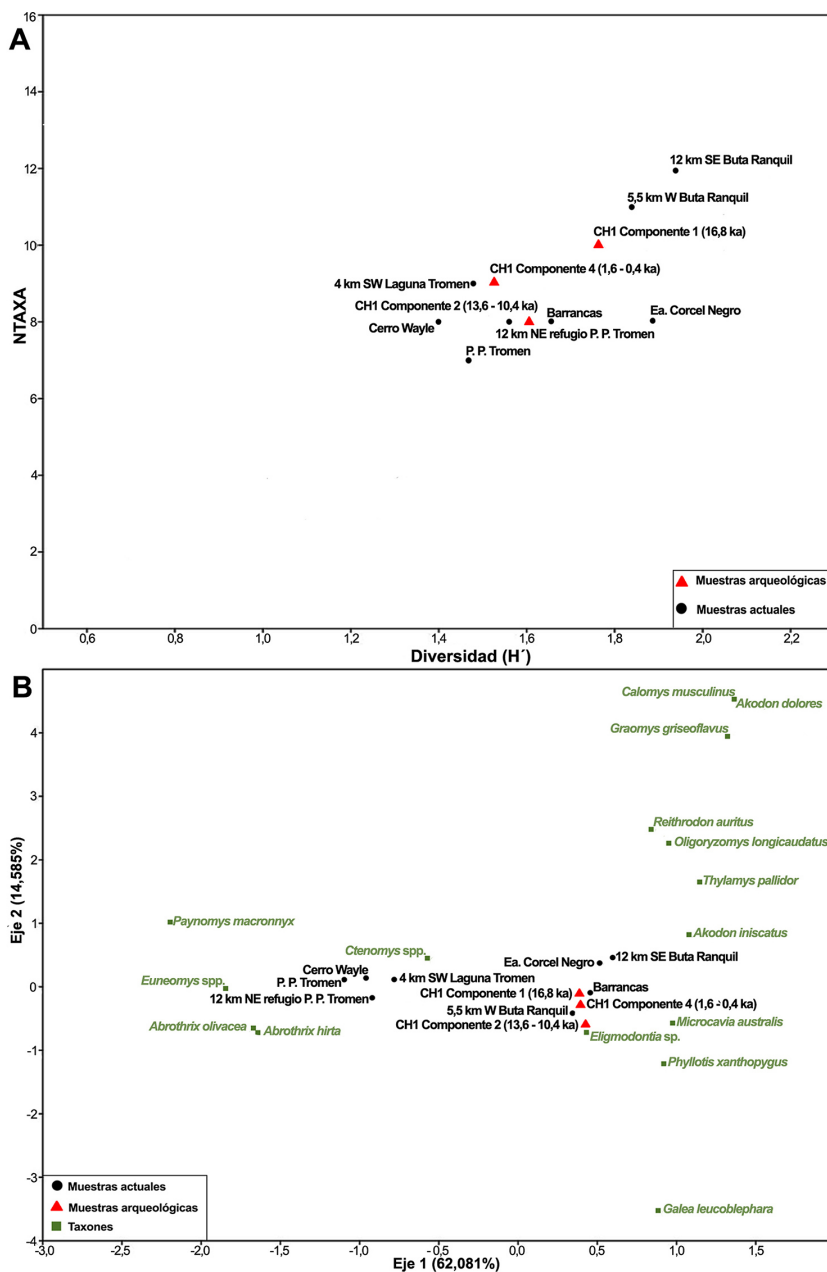 A
16
14
12
10
8
6
4
2
0
NTAXA
12 km SE Buta Ranquil
5,5 km W Buta Ranquil
CH1 Componente 1 (16,8 ka)
CH1 Componente 4 (1,6 - 0,4 ka)
4 km SW Laguna Tromen
CH1 Componente 2 (13,6 - 10,4 ka)
Barrancas
Ea. Corcel Negro
Cerro Wayle
12 km NE refugio P. P. Tromen
P. P. Tromen
Muestras arqueológicas
Muestras actuales
0,6 0,8 1,0 1,2 1,4 1,6 1,8 2,0 2,2
Diversidad (H´)
B
4
3
2
1
0
-1
-2
-3
-4
Eje 2 (14,585%)
Calomys musculinus
Akodon dolores
Graomys griseoflavus
Reithrodon auritus
Oligoryzomys longicaudatus
Thylamys pallidor
Paynomys macronnyx
Akodon iniscatus
Ctenomys spp.
Ea. Corcel Negro
12 km SE Buta Ranquil
Euneomys spp.
Cerro Wayle
P. P. Tromen
4 km SW Laguna Tromen
12 km NE refugio P. P. Tromen
CH1 Componente 1 (16,8 ka)
Barrancas
CH1 Componente 4 (1,6 - 0,4 ka)
5,5 km W Buta Ranquil
Abrothrix olivacea
Abrothrix hirta
CH1 Componente 2 (13,6 - 10,4 ka)
Microcavia australis
Eligmodontia sp.
Phyllotis xanthopygus
Galea leucoblephara
Muestras actuales
Muestras arqueológicas
Taxones
-3,0 -2,5 -2,0 -1,5 -1,0 -0,5 0,0 0,5 1,0 1,5
Eje 1 (62,081%)